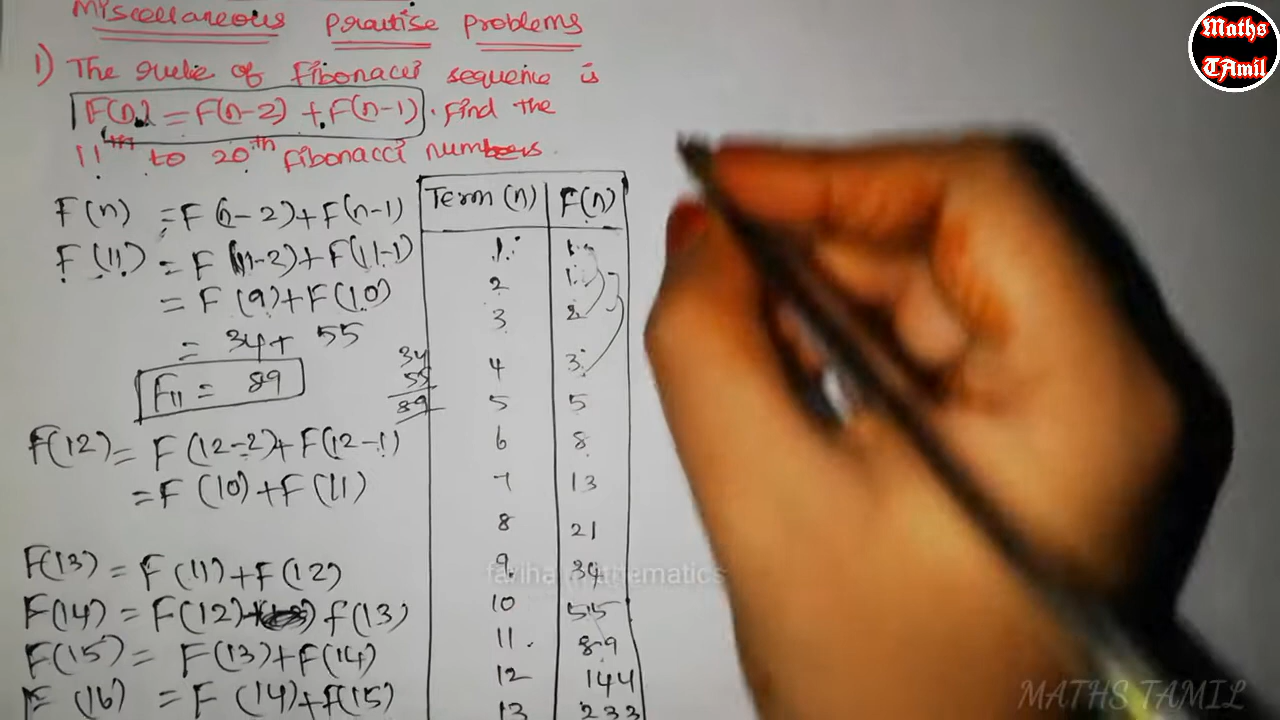 Miscellaneous Practise Problems
1) The rule of Fibonacci sequence is
F(n) = F(n-2) + F(n-1). Find the
11th to 20th Fibonacci numbers.
F(n) = F(n-2)+F(n-1)
F(11) = F(11-2)+F(11-1)
= F(9)+F(10)
= 34+ 55
F11 = 89
34
55
89
F(12)= F(12-2)+F(12-1)
=F(10)+F(11)
F(13) = F(11)+F(12)
F(14) = F(12)+ f(13)
F(15) = F(13)+F(14)
F(16) = F(14)+f(15)
Term (n) F(n)
1 1
2 1
3 2
4 3
5 5
6 8
7 13
8 21
9 34
10 55
11 89
12 144
13 233
fariha mathematics
Maths
TAmil
MATHS TAMIL